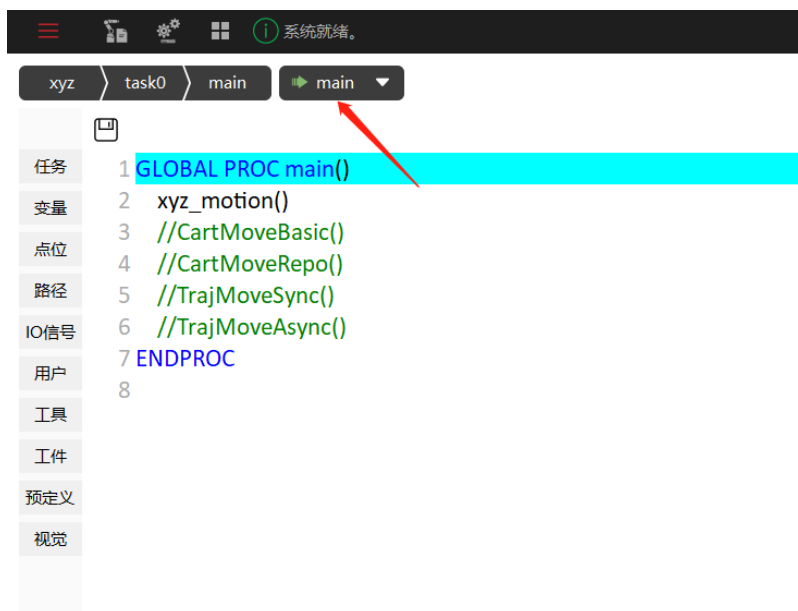 系统就绪。
xyz task0 main main
任务
变量
点位
路径
IO信号
用户
工具
工件
预定义
视觉
1 GLOBAL PROC main()
2 xyz_motion()
3 //CartMoveBasic()
4 //CartMoveRepo()
5 //TrajMoveSync()
6 //TrajMoveAsync()
7 ENDPROC
8